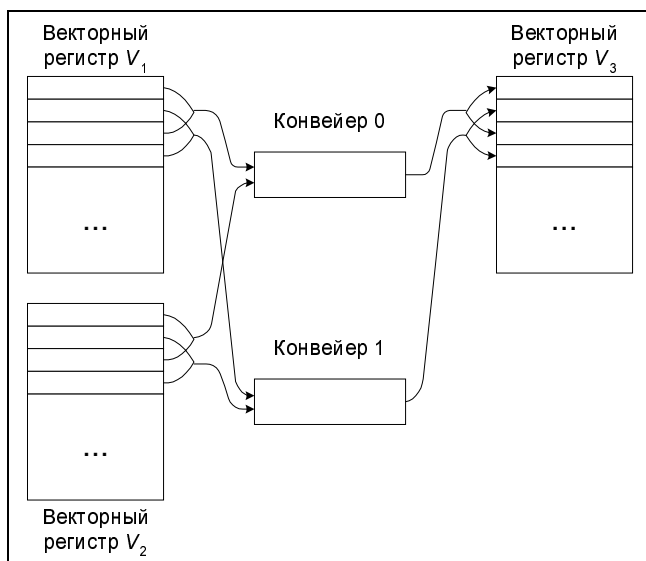 Векторный
регистр V1
Векторный
регистр V3
Конвейер 0
...
...
Конвейер 1
...
Векторный
регистр V2